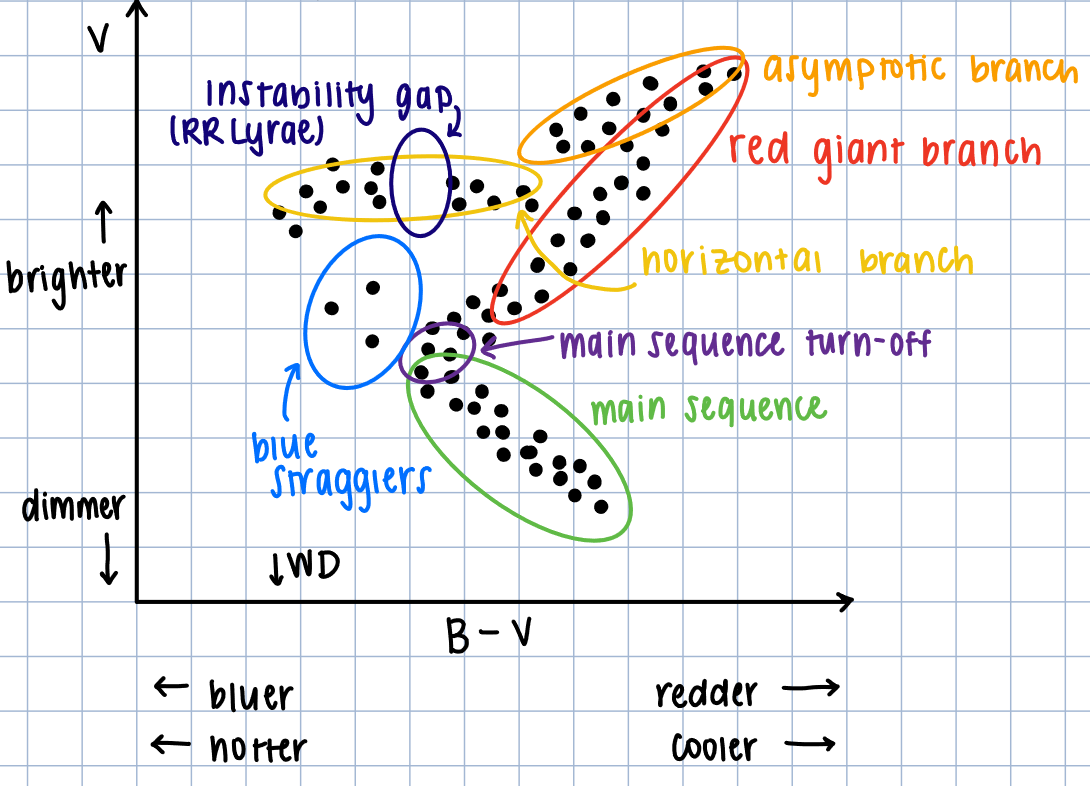 V
instability gap
(RR Lyrae)
asymptotic branch
red giant branch
brighter
horizontal branch
main sequence turn-off
main sequence
blue
stragglers
dimmer
↓WD
B-V
← bluer
redder →
← hotter
cooler →